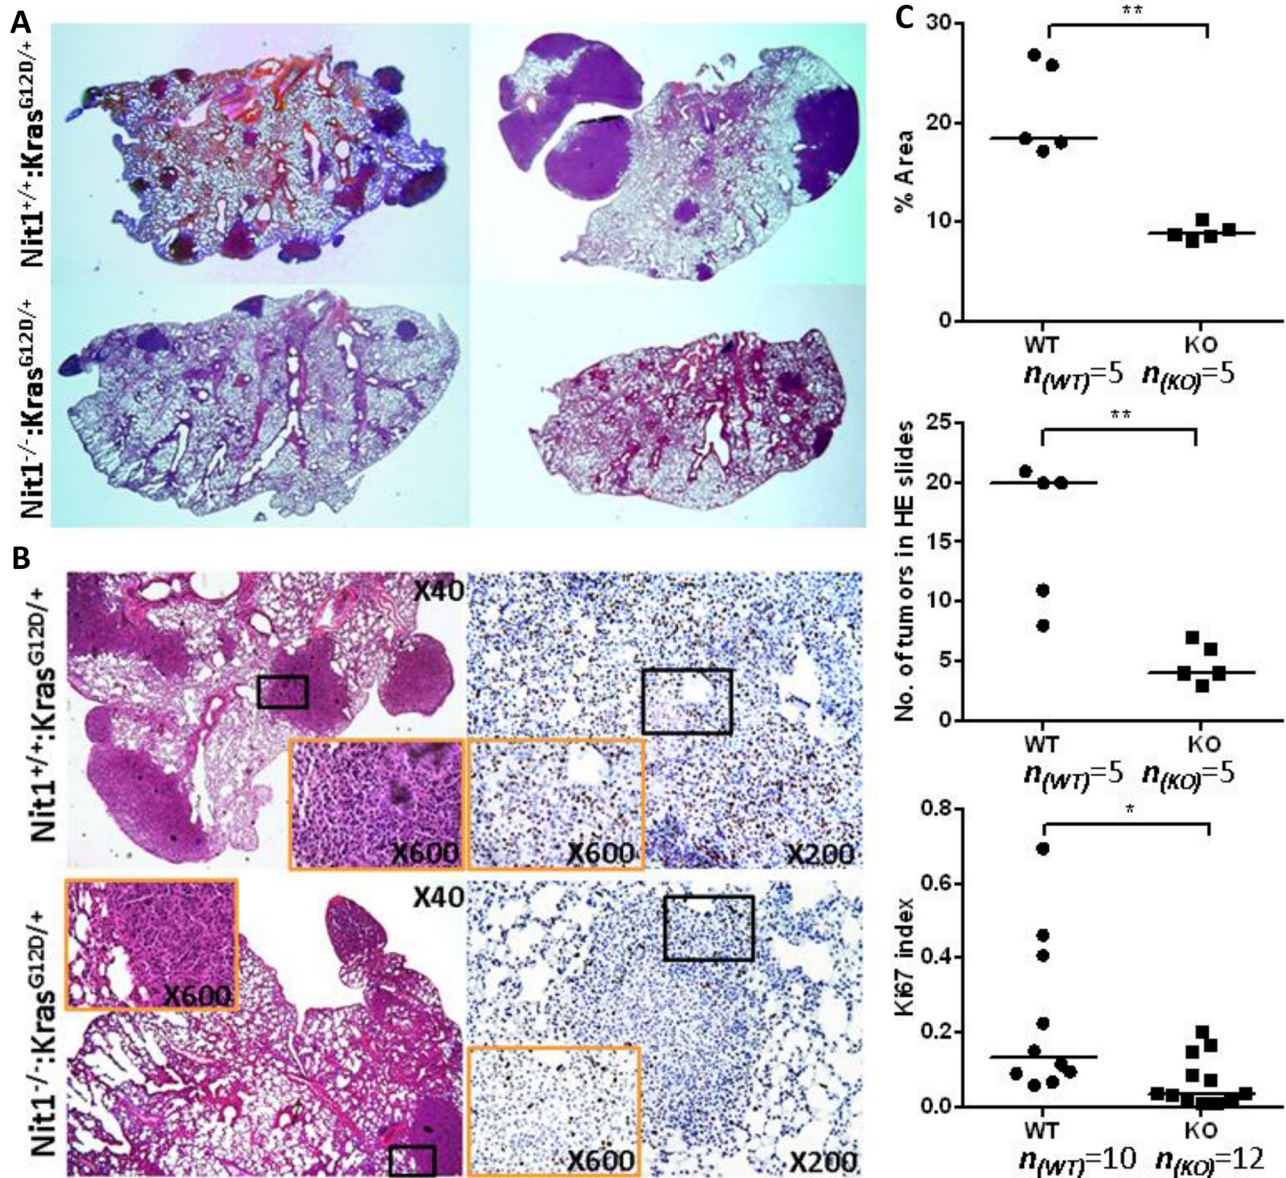 A
Nit1+/+:KrasG12D/+
Nit1-/-:KrasG12D/+
B
Nit1+/+:KrasG12D/+
X40
X600
X600
X200
Nit1-/-:KrasG12D/+
X40
X600
X600
X200
C
**
% Area
30
20
10
0
WT KO
n(WT)=5 n(KO)=5
**
No. of tumors in HE slides
25
20
15
10
5
0
WT KO
n(WT)=5 n(KO)=5
*
Ki67 index
0.8
0.6
0.4
0.2
0.0
WT KO
n(WT)=10 n(KO)=12